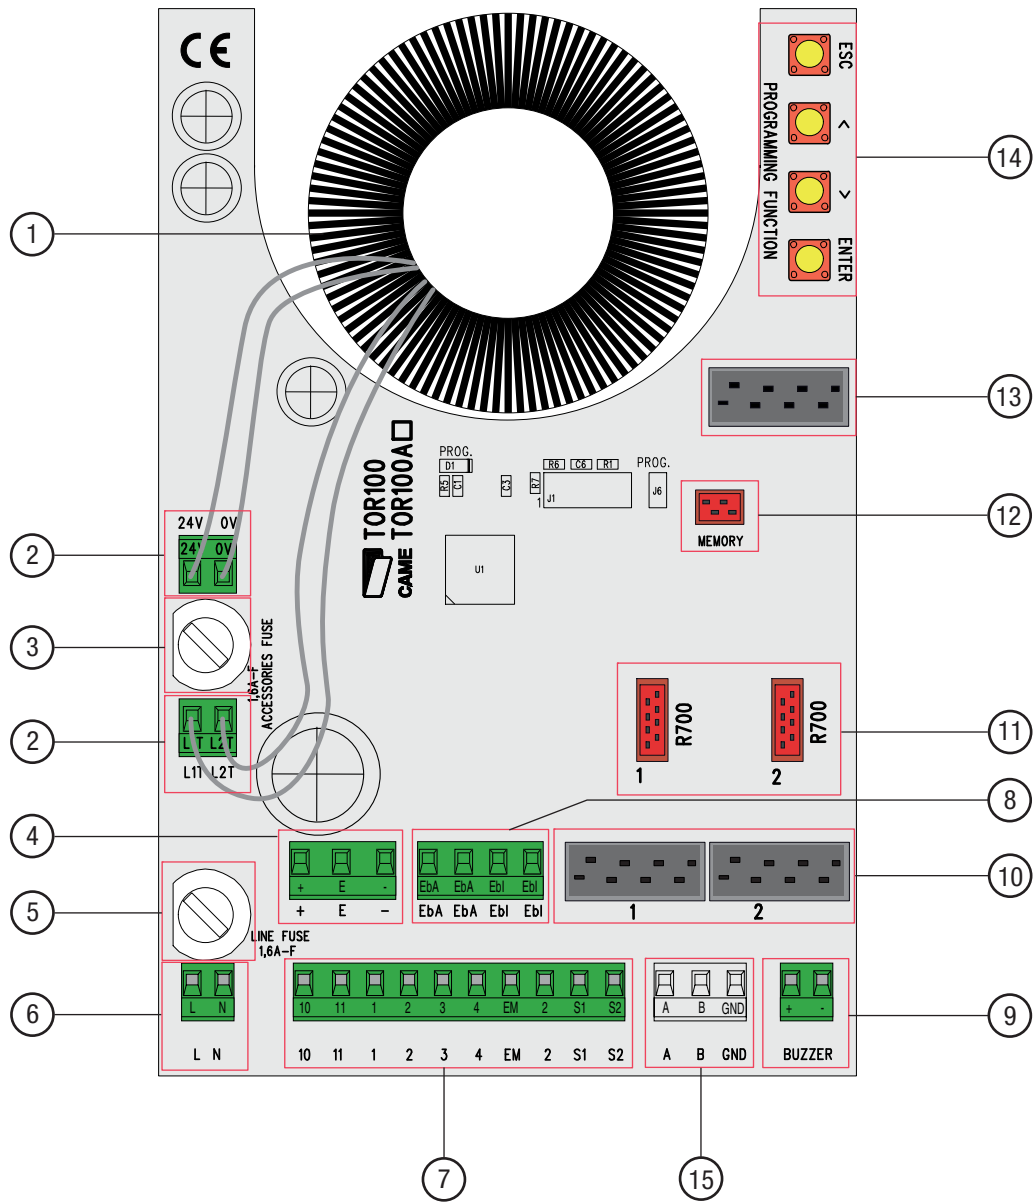 CE
ESC
<
>
ENTER
PROGRAMMING FUNCTION
14
1
13
PROG.
D1
R5
C1
C3
R6
C6
R1
R7
1
J1
PROG.
J6
TOR100
CAME TOR100A
U1
MEMORY
12
24V 0V
24V 0V
2
3
1,6A-F
ACCESSORIES FUSE
2
L1T L2T
L1T L2T
R700
1
R700
2
11
8
4
+ E -
+ E -
EbA EbA EbI EbI
EbA EbA EbI EbI
1
2
10
5
LINE FUSE
1,6A-F
6
L N
L N
10 11 1 2 3 4 EM 2 S1 S2
10 11 1 2 3 4 EM 2 S1 S2
A B GND
A B GND
+ -
BUZZER
9
7
15